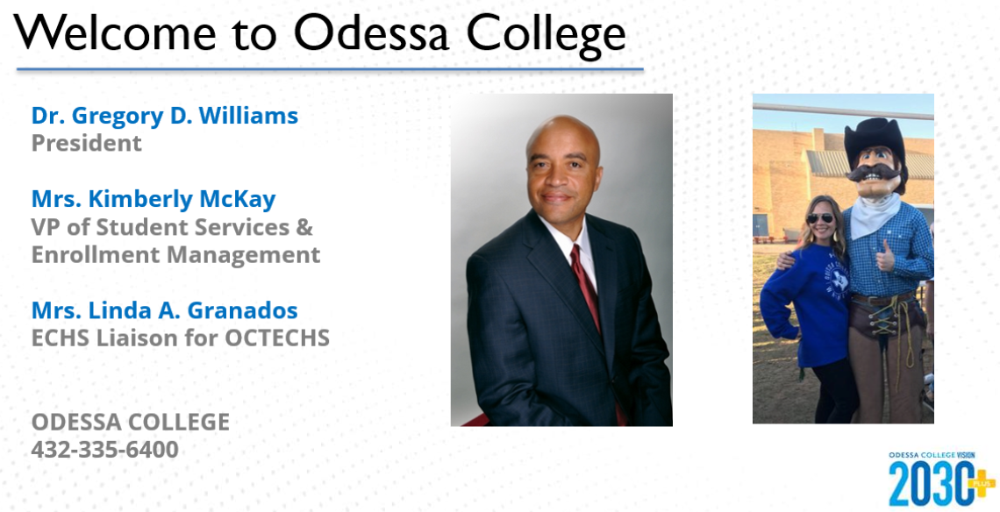 Welcome to Odessa College
Dr. Gregory D. Williams
President
Mrs. Kimberly McKay
VP of Student Services &
Enrollment Management
Mrs. Linda A. Granados
ECHS Liaison for OCTECHS
ODESSA COLLEGE
432-335-6400
ODESSA COLLEGE VISION
2030
PLUS